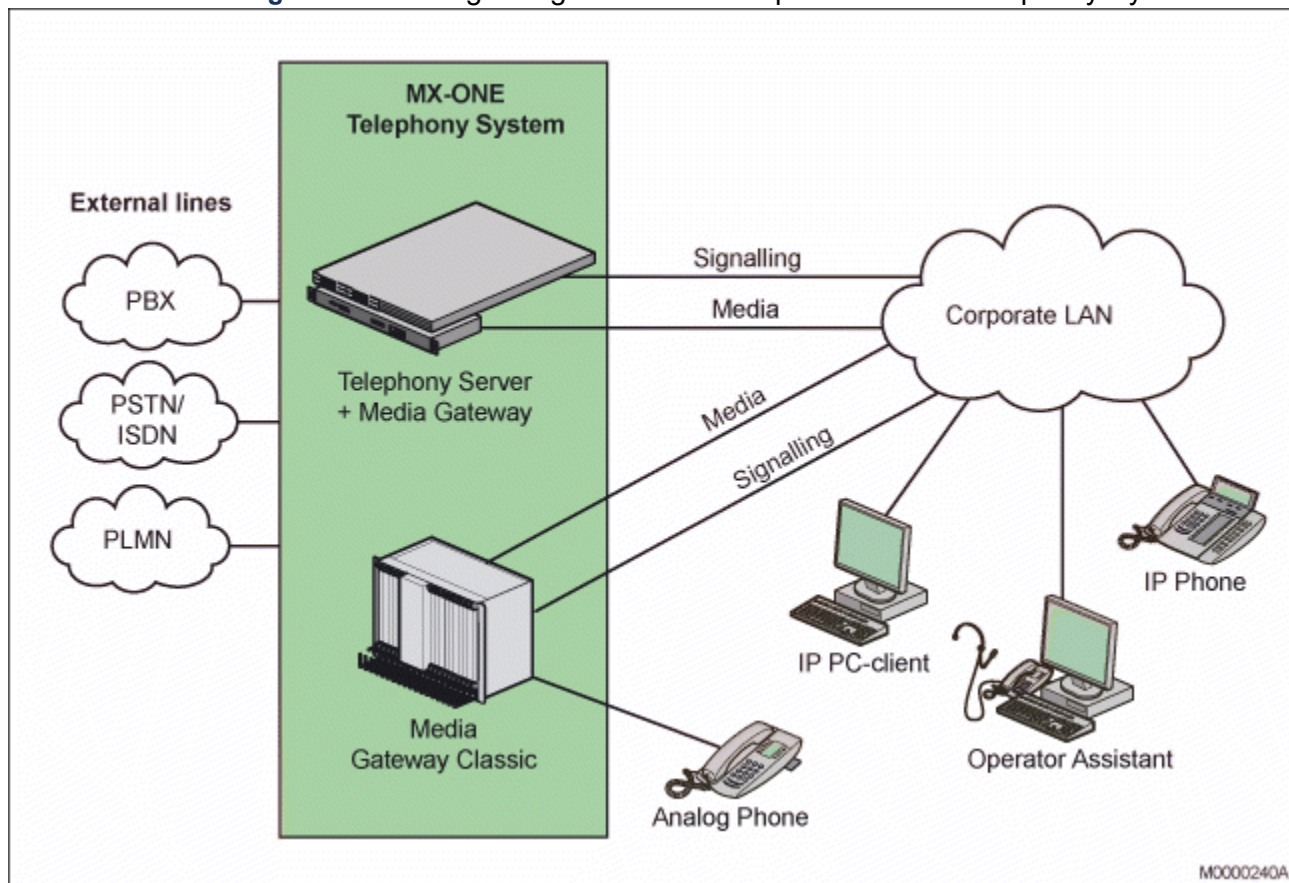 MX-ONE
Telephony System
External lines
PBX
PSTN/
ISDN
PLMN
Telephony Server
+ Media Gateway
Media
Gateway Classic
Signalling
Media
Media
Signalling
Corporate LAN
IP Phone
IP PC-client
Operator Assistant
Analog Phone
M0000240A